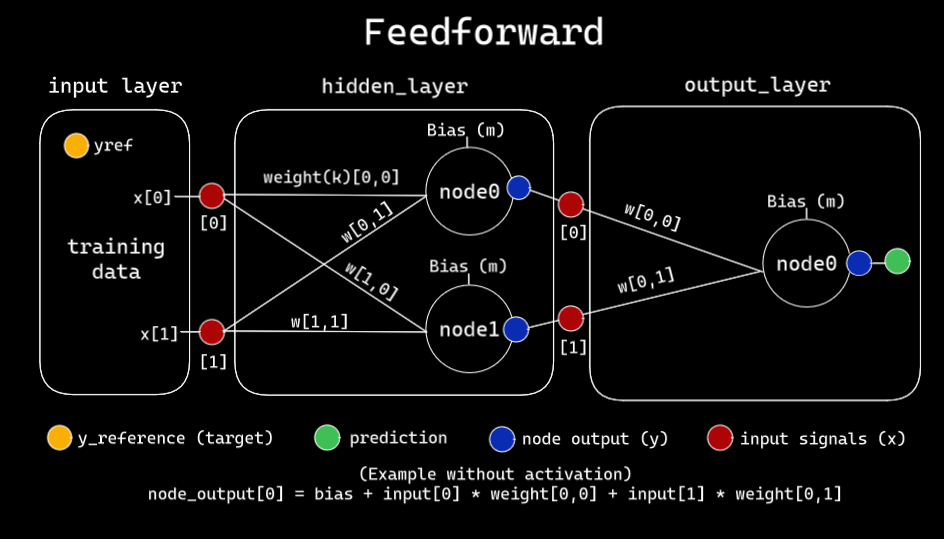 Feedforward
input layer
hidden_layer
output_layer
yref
x[0]
training
data
x[1]
[0]
[1]
weight(k)[0,0]
w[0,1]
w[1,0]
w[1,1]
Bias (m)
node0
Bias (m)
node1
[0]
[1]
w[0,0]
w[0,1]
Bias (m)
node0
y_reference (target)
prediction
node output (y)
input signals (x)
(Example without activation)
node_output[0] = bias + input[0] * weight[0,0] + input[1] * weight[0,1]